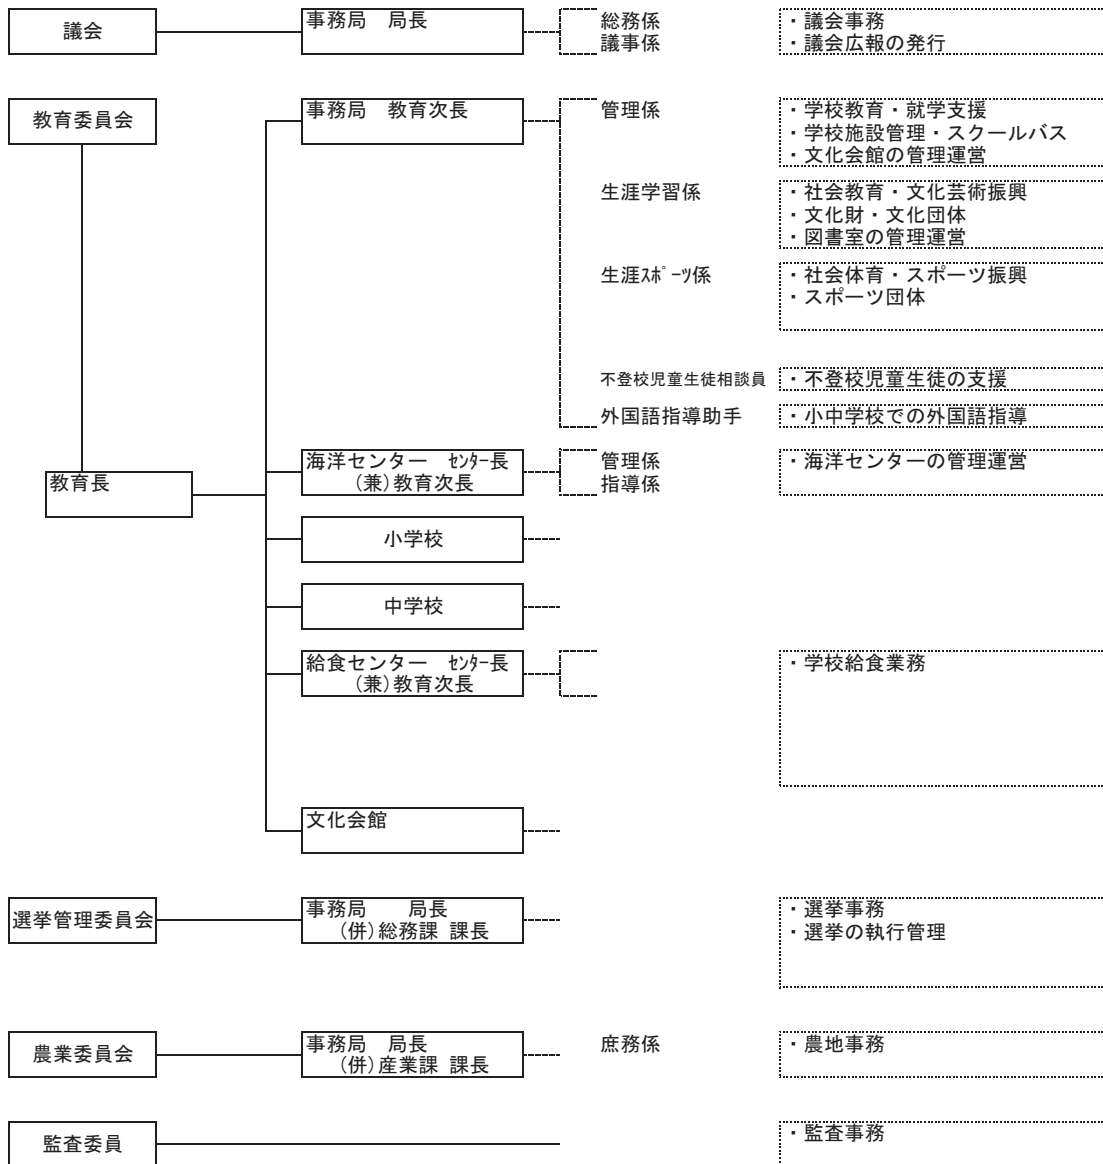 議会
事務局　局長
総務係
議事係
・議会事務
・議会広報の発行
教育委員会
事務局　教育次長
管理係
・学校教育・就学支援
・学校施設管理・スクールバス
・文化会館の管理運営
生涯学習係
・社会教育・文化芸術振興
・文化財・文化団体
・図書室の管理運営
生涯ｽﾎﾟｰﾂ係
・社会体育・スポーツ振興
・スポーツ団体
不登校児童生徒相談員
・不登校児童生徒の支援
外国語指導助手
・小中学校での外国語指導
教育長
海洋センター　ｾﾝﾀｰ長
(兼)教育次長
管理係
指導係
・海洋センターの管理運営
小学校
中学校
給食センター　ｾﾝﾀｰ長
(兼)教育次長
・学校給食業務
文化会館
選挙管理委員会
事務局　　局長
(併)総務課 課長
・選挙事務
・選挙の執行管理
農業委員会
事務局　局長
(併)産業課 課長
庶務係
・農地事務
監査委員
・監査事務